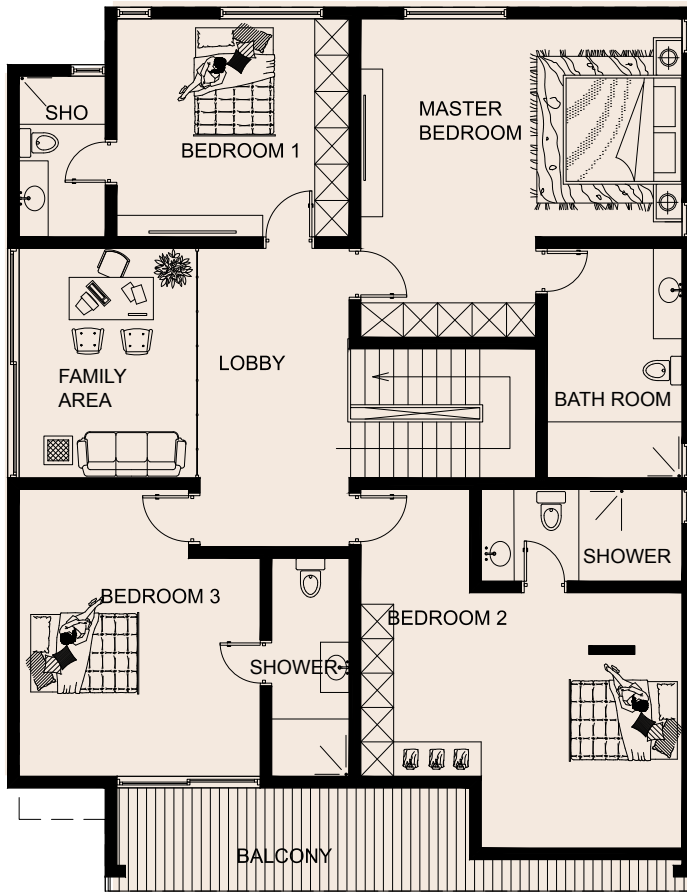 SHO
BEDROOM 1
MASTER
BEDROOM
LOBBY
FAMILY
AREA
BATH ROOM
SHOWER
BEDROOM 3
BEDROOM 2
SHOWER
BALCONY